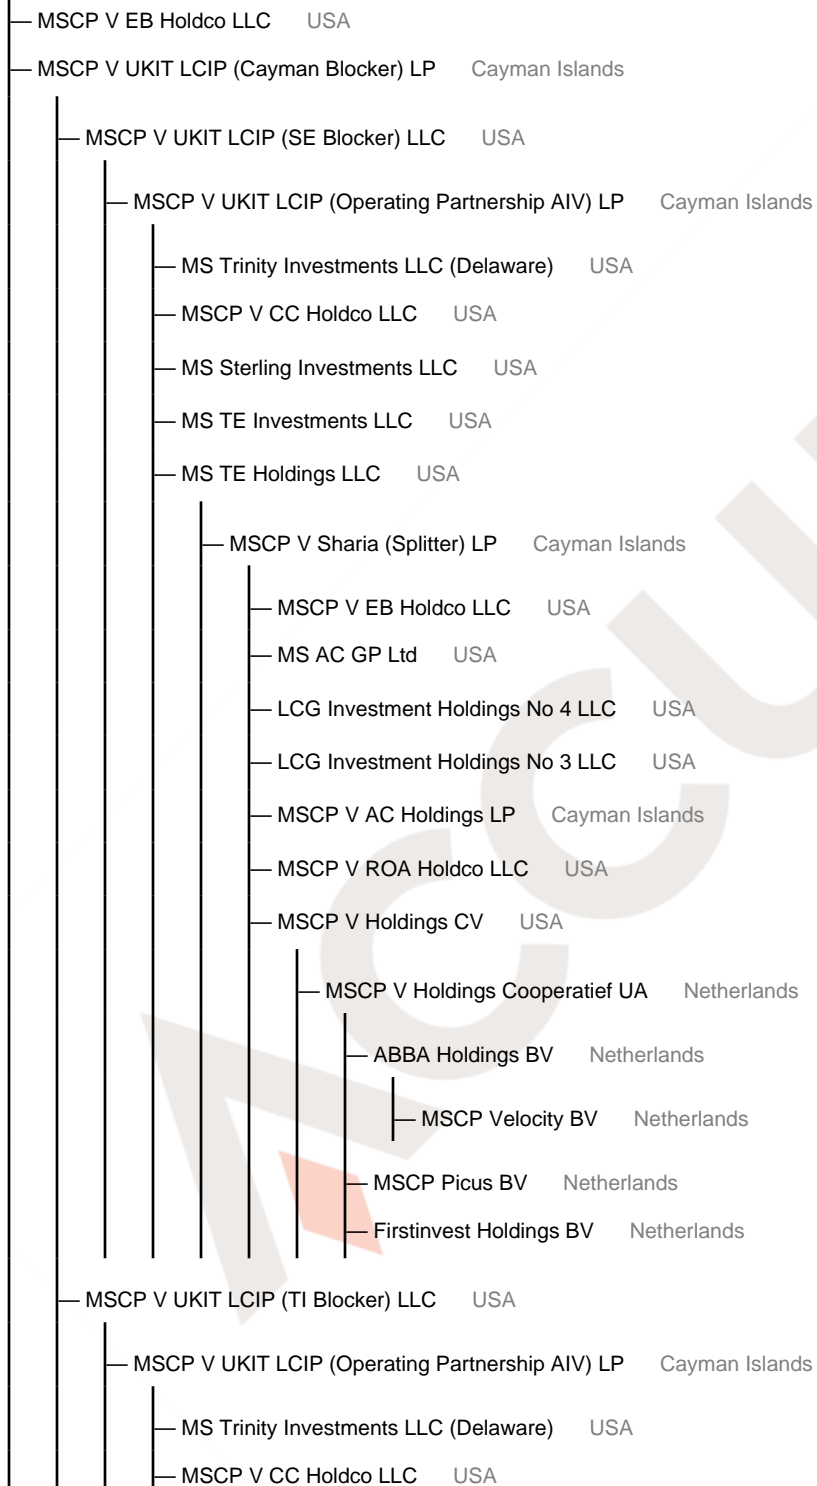 MSCP V EB Holdco LLC USA
MSCP V UKIT LCIP (Cayman Blocker) LP Cayman Islands
MSCP V UKIT LCIP (SE Blocker) LLC USA
MSCP V UKIT LCIP (Operating Partnership AIV) LP Cayman Islands
MS Trinity Investments LLC (Delaware) USA
MSCP V CC Holdco LLC USA
MS Sterling Investments LLC USA
MS TE Investments LLC USA
MS TE Holdings LLC USA
MSCP V Sharia (Splitter) LP Cayman Islands
MSCP V EB Holdco LLC USA
MS AC GP Ltd USA
LCG Investment Holdings No 4 LLC USA
LCG Investment Holdings No 3 LLC USA
MSCP V AC Holdings LP Cayman Islands
MSCP V ROA Holdco LLC USA
MSCP V Holdings CV USA
MSCP V Holdings Cooperatief UA Netherlands
ABBA Holdings BV Netherlands
MSCP Velocity BV Netherlands
MSCP Picus BV Netherlands
Firstinvest Holdings BV Netherlands
MSCP V UKIT LCIP (TI Blocker) LLC USA
MSCP V UKIT LCIP (Operating Partnership AIV) LP Cayman Islands
MS Trinity Investments LLC (Delaware) USA
MSCP V CC Holdco LLC USA